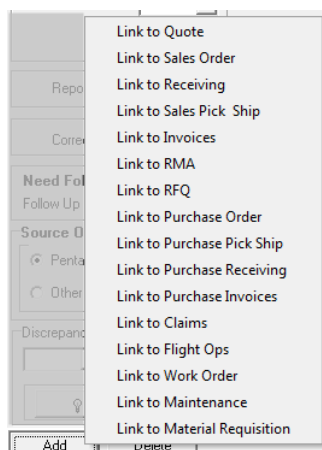 Link to Quote
Link to Sales Order
Link to Receiving
Repo
Link to Sales Pick  Ship
Corre
Link to Invoices
Link to RMA
Need Fol
Link to RFQ
Follow Up
Link to Purchase Order
Source O
Link to Purchase Pick Ship
Penta
Link to Purchase Receiving
Other
Link to Purchase Invoices
Link to Claims
Discrepanc
Link to Flight Ops
Link to Work Order
Link to Maintenance
Link to Material Requisition
Add
Delete